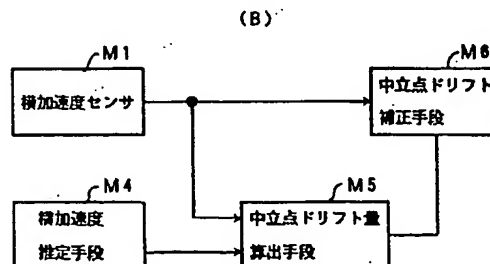 (B)
M1
横加速度センサ
M6
中立点ドリフト
補正手段
M4
横加速度
推定手段
M5
中立点ドリフト量
算出手段